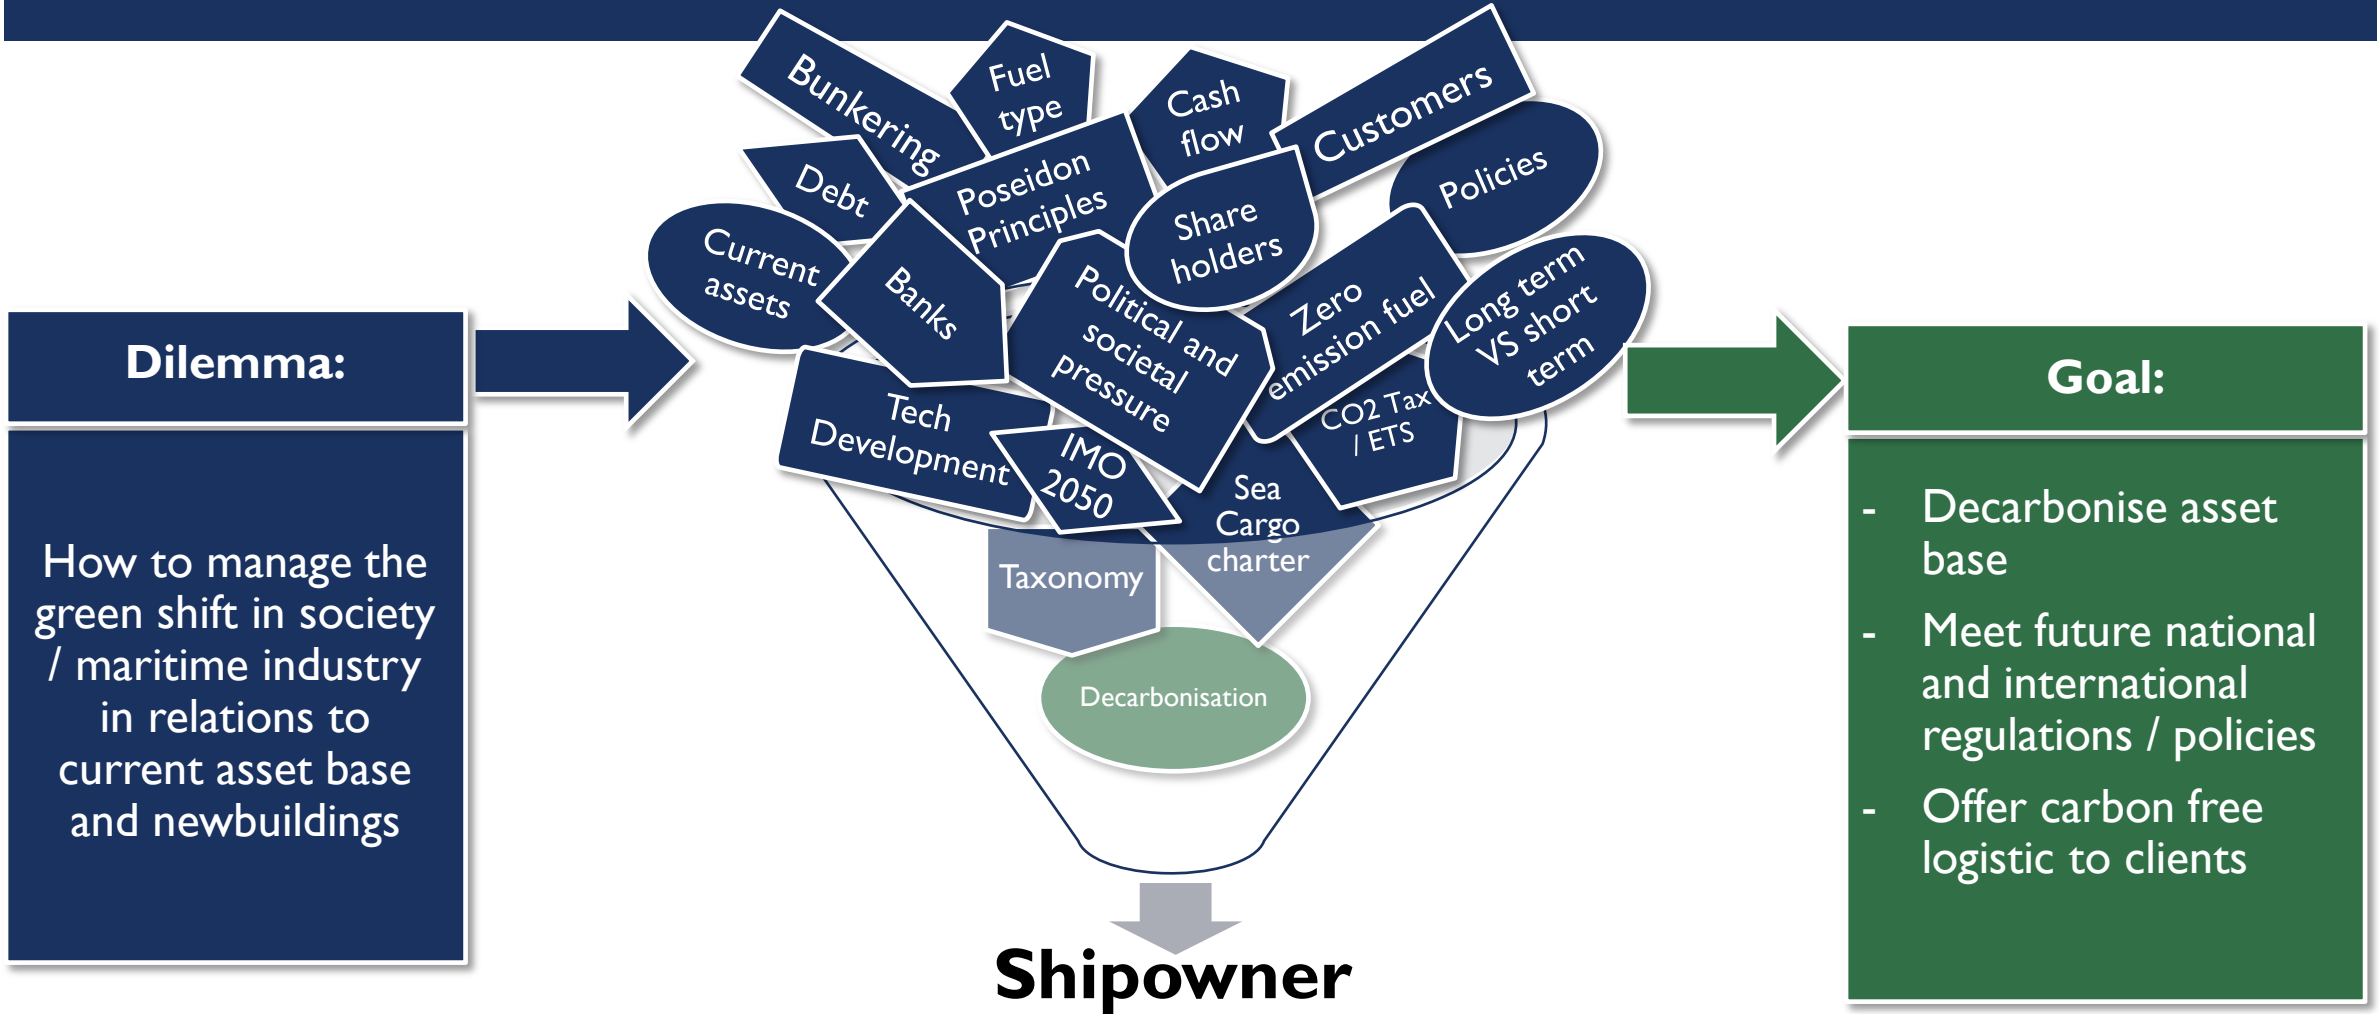 Dilemma:
How to manage the
green shift in society
/ maritime industry
in relations to
current asset base
and newbuildings
Bunkering
Fuel
type
Cash
flow
Customers
Debt
Poseidon
Principles
Share
holders
Policies
Current
assets
Banks
Political and
societal
pressure
Zero
emission fuel
Long term
VS short
term
Tech
Development
IMO
2050
CO2 Tax
/ ETS
Sea
Cargo
charter
Taxonomy
Decarbonisation
Shipowner
Goal:
- Decarbonise asset
base
- Meet future national
and international
regulations / policies
- Offer carbon free
logistic to clients